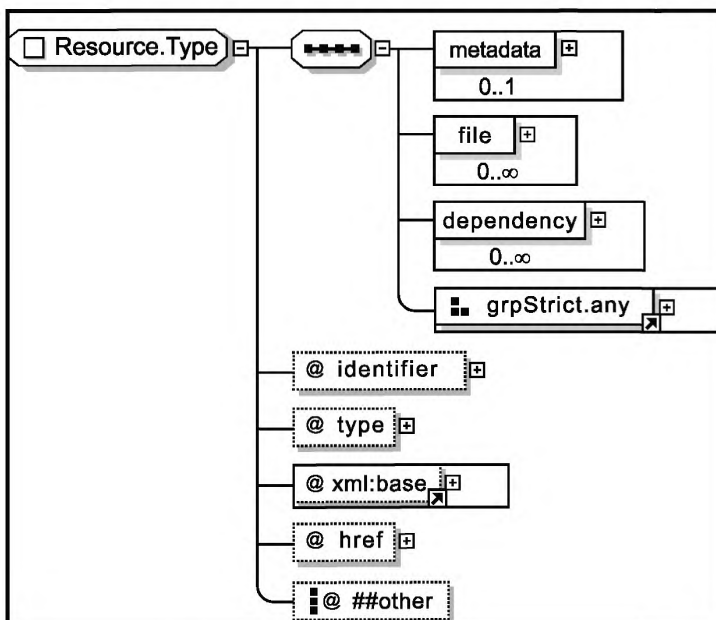 Resource.Type
metadata
0..1
file
0..∞
dependency
0..∞
grpStrict.any
@ identifier
@ type
@ xml:base
@ href
@ ##other